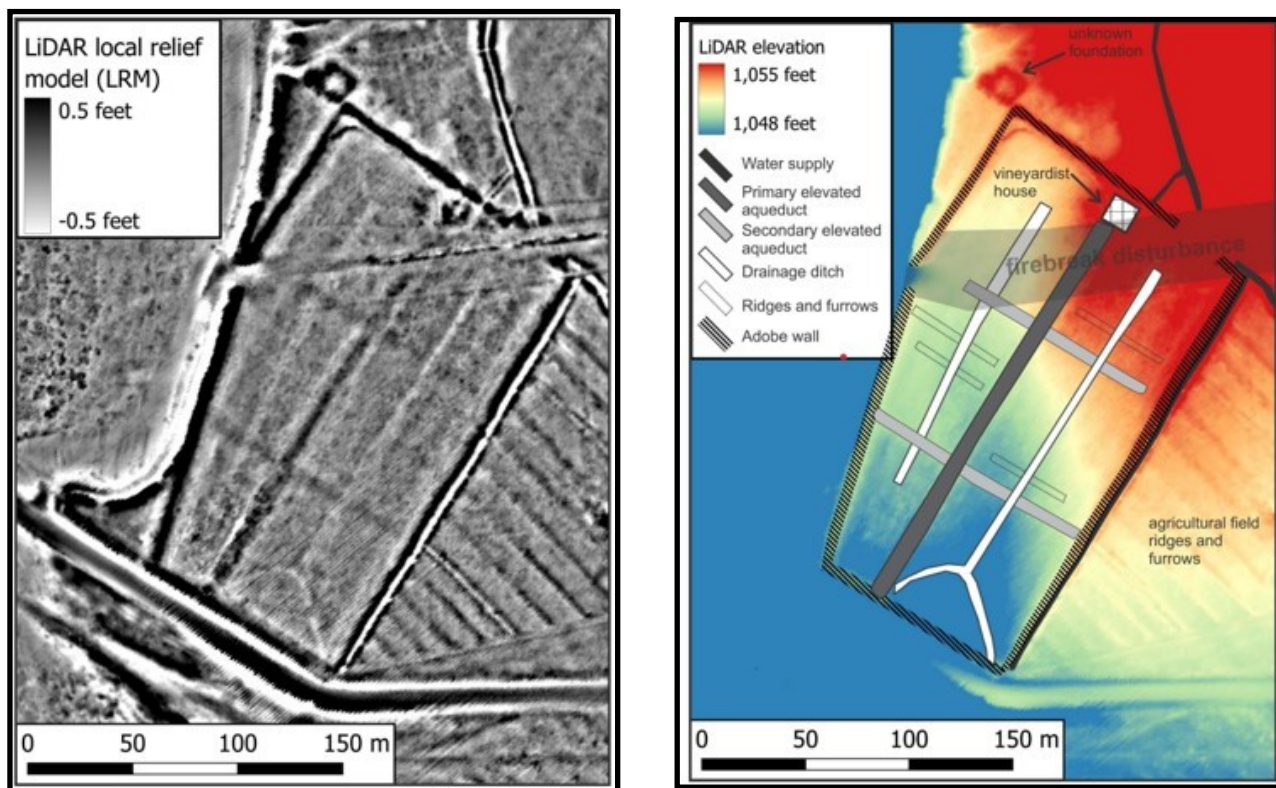 LiDAR local relief
model (LRM)
0.5 feet
-0.5 feet
0 50 100 150 m
unknown
foundation
LiDAR elevation
1,055 feet
1,048 feet
Water supply
Primary elevated
aqueduct
Secondary elevated
aqueduct
Drainage ditch
Ridges and furrows
Adobe wall
vineyardist
house
firebreak disturbance
agricultural field
ridges and
furrows
0 50 100 150 m